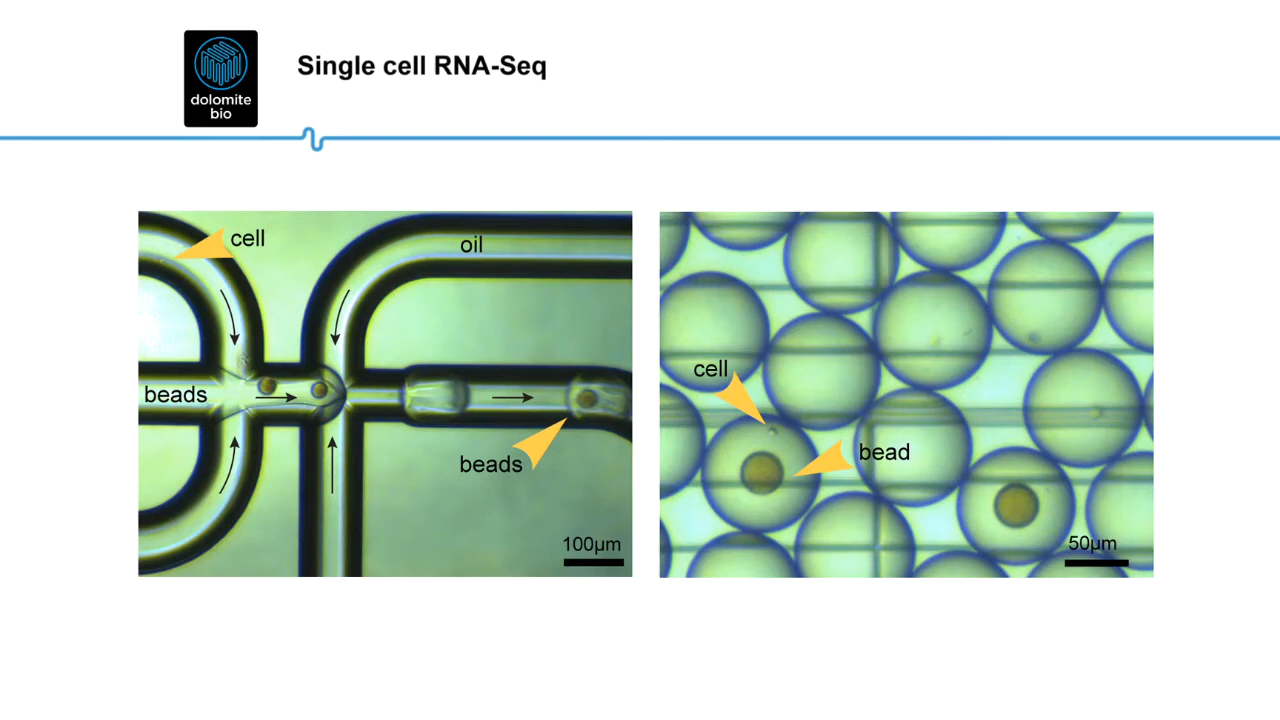 dolomite
bio
Single cell RNA-Seq
cell
oil
beads
beads
100µm
cell
bead
50µm